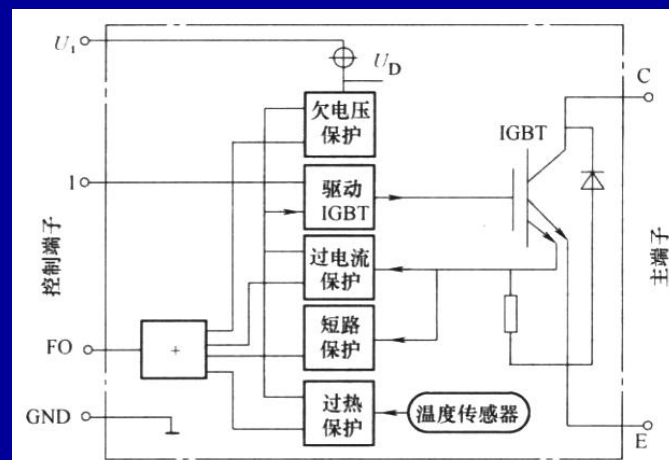 U₁
U_D
C
欠电压
保护
IGBT
I
驱动
IGBT
控制端子
过电流
保护
主端子
短路
保护
FO
+
过热
保护
温度传感器
GND
E